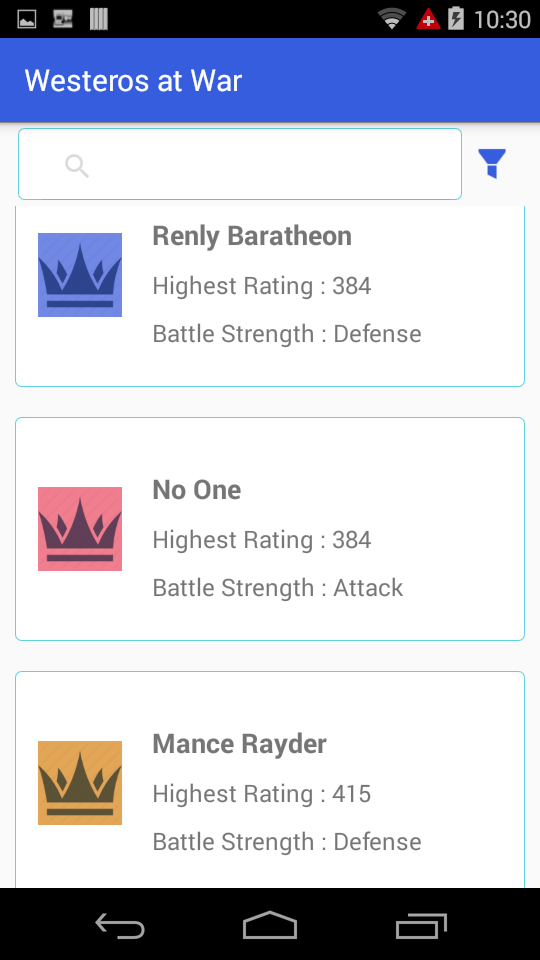 10:30
Westeros at War
Renly Baratheon
Highest Rating : 384
Battle Strength : Defense
No One
Highest Rating : 384
Battle Strength : Attack
Mance Rayder
Highest Rating : 415
Battle Strength : Defense